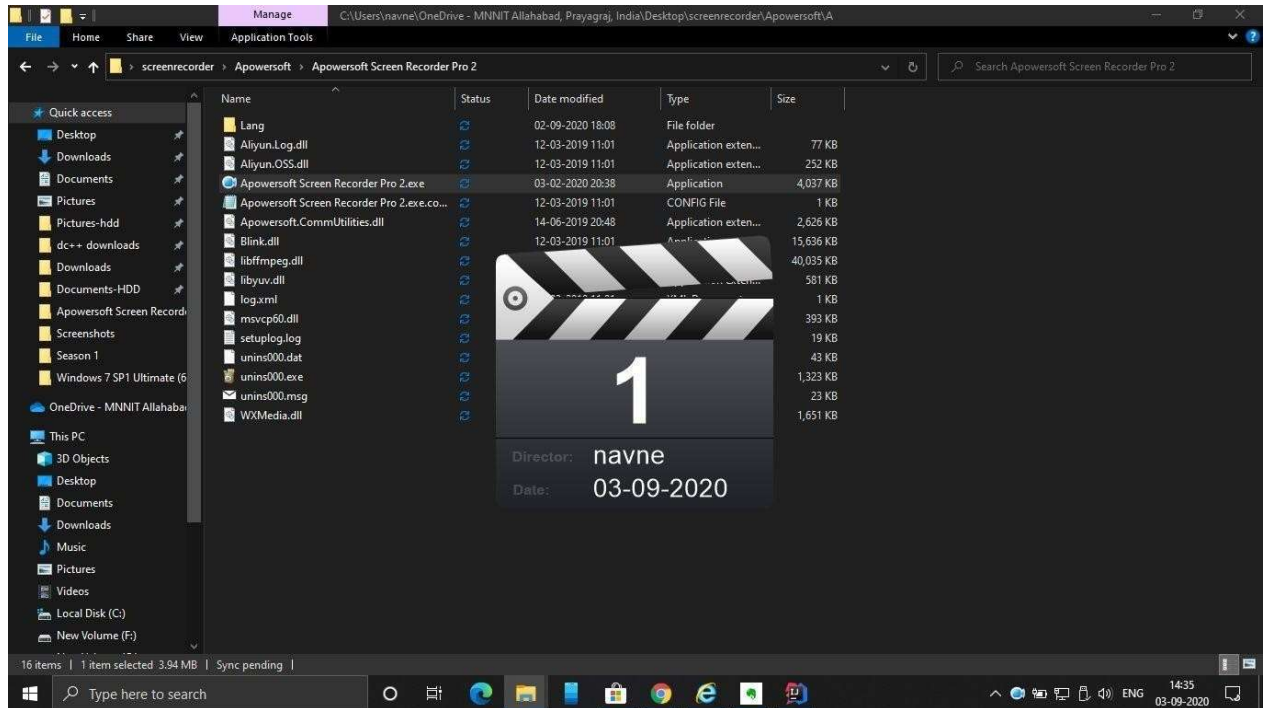 Manage
C:\Users\navne\OneDrive - MNNIT Allahabad, Prayagraj, India\Desktop\screenrecorder\Apowersoft\A
File Home Share View Application Tools
screenrecorder > Apowersoft > Apowersoft Screen Recorder Pro 2
Search Apowersoft Screen Recorder Pro 2
Name Status Date modified Type Size
Quick access
Desktop
Downloads
Documents
Pictures
Pictures-hdd
dc++ downloads
Downloads
Documents-HDD
Apowersoft Screen Record
Screenshots
Season 1
Windows 7 SP1 Ultimate (6
OneDrive - MNNIT Allahaba
This PC
3D Objects
Desktop
Documents
Downloads
Music
Pictures
Videos
Local Disk (C:)
New Volume (F:)
Lang 02-09-2020 18:08 File folder
Aliyun.Log.dll 12-03-2019 11:01 Application exten... 77 KB
Aliyun.OSS.dll 12-03-2019 11:01 Application exten... 252 KB
Apowersoft Screen Recorder Pro 2.exe 03-02-2020 20:38 Application 4,037 KB
Apowersoft Screen Recorder Pro 2.exe.co... 12-03-2019 11:01 CONFIG File 1 KB
Apowersoft.CommUtilities.dll 14-06-2019 20:48 Application exten... 2,626 KB
Blink.dll 12-03-2019 11:01 15,636 KB
libffmpeg.dll 40,035 KB
libyuv.dll 581 KB
log.xml 1 KB
msvcp60.dll 393 KB
setuplog.log 19 KB
unins000.dat 43 KB
unins000.exe 1,323 KB
unins000.msg 23 KB
WXMedia.dll 1,651 KB
1
Director: navne
Date: 03-09-2020
16 items | 1 item selected 3.94 MB | Sync pending |
Type here to search
ENG
14:35
03-09-2020